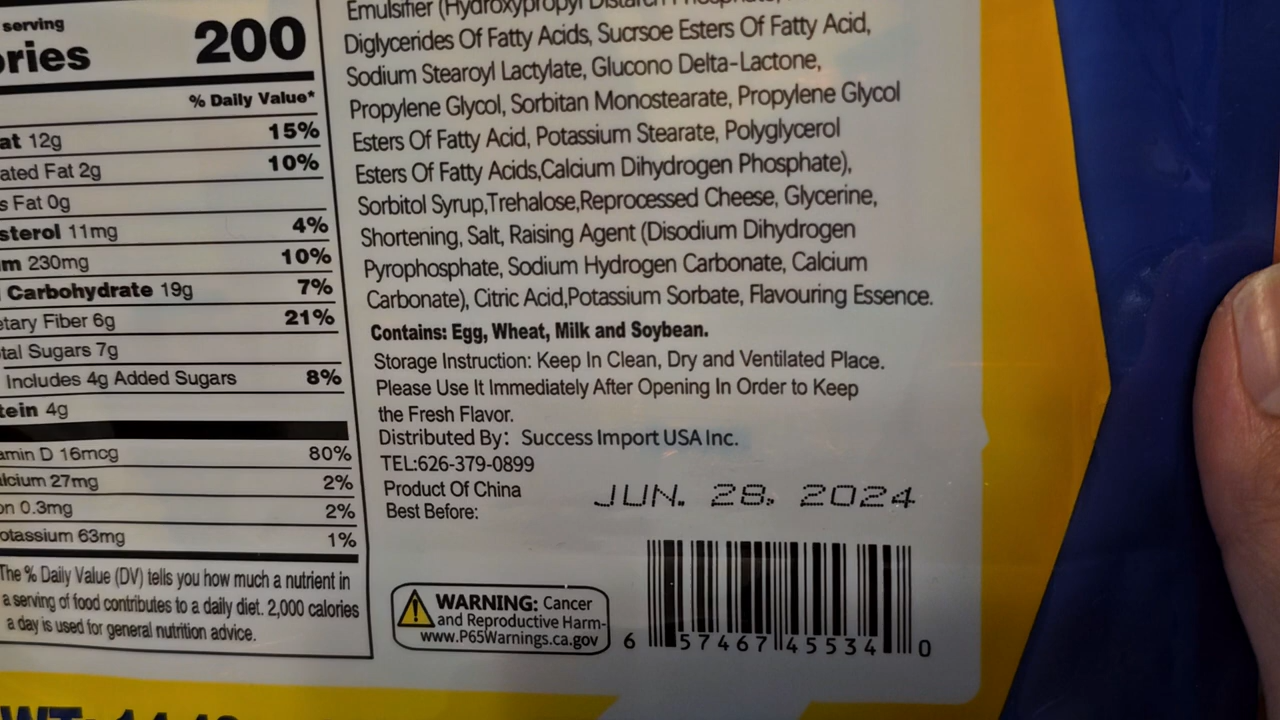 serving
ories 200
% Daily Value*
at 12g 15%
ated Fat 2g 10%
s Fat 0g
sterol 11mg 4%
m 230mg 10%
Carbohydrate 19g 7%
etary Fiber 6g 21%
tal Sugars 7g
Includes 4g Added Sugars 8%
tein 4g
amin D 16mcg 80%
lcium 27mg 2%
on 0.3mg 2%
otassium 63mg 1%
The % Daily Value (DV) tells you how much a nutrient in
a serving of food contributes to a daily diet. 2,000 calories
a day is used for general nutrition advice.
Emulsifier (Hydroxypropyl Distarch Phosphate,
Diglycerides Of Fatty Acids, Sucrsoe Esters Of Fatty Acid,
Sodium Stearoyl Lactylate, Glucono Delta-Lactone,
Propylene Glycol, Sorbitan Monostearate, Propylene Glycol
Esters Of Fatty Acid, Potassium Stearate, Polyglycerol
Esters Of Fatty Acids,Calcium Dihydrogen Phosphate),
Sorbitol Syrup,Trehalose,Reprocessed Cheese, Glycerine,
Shortening, Salt, Raising Agent (Disodium Dihydrogen
Pyrophosphate, Sodium Hydrogen Carbonate, Calcium
Carbonate), Citric Acid,Potassium Sorbate, Flavouring Essence.
Contains: Egg, Wheat, Milk and Soybean.
Storage Instruction: Keep In Clean, Dry and Ventilated Place.
Please Use It Immediately After Opening In Order to Keep
the Fresh Flavor.
Distributed By: Success Import USA Inc.
TEL:626-379-0899
Product Of China
Best Before: JUN. 28. 2024
WARNING: Cancer
and Reproductive Harm-
www.P65Warnings.ca.gov
6 57467 45534 0